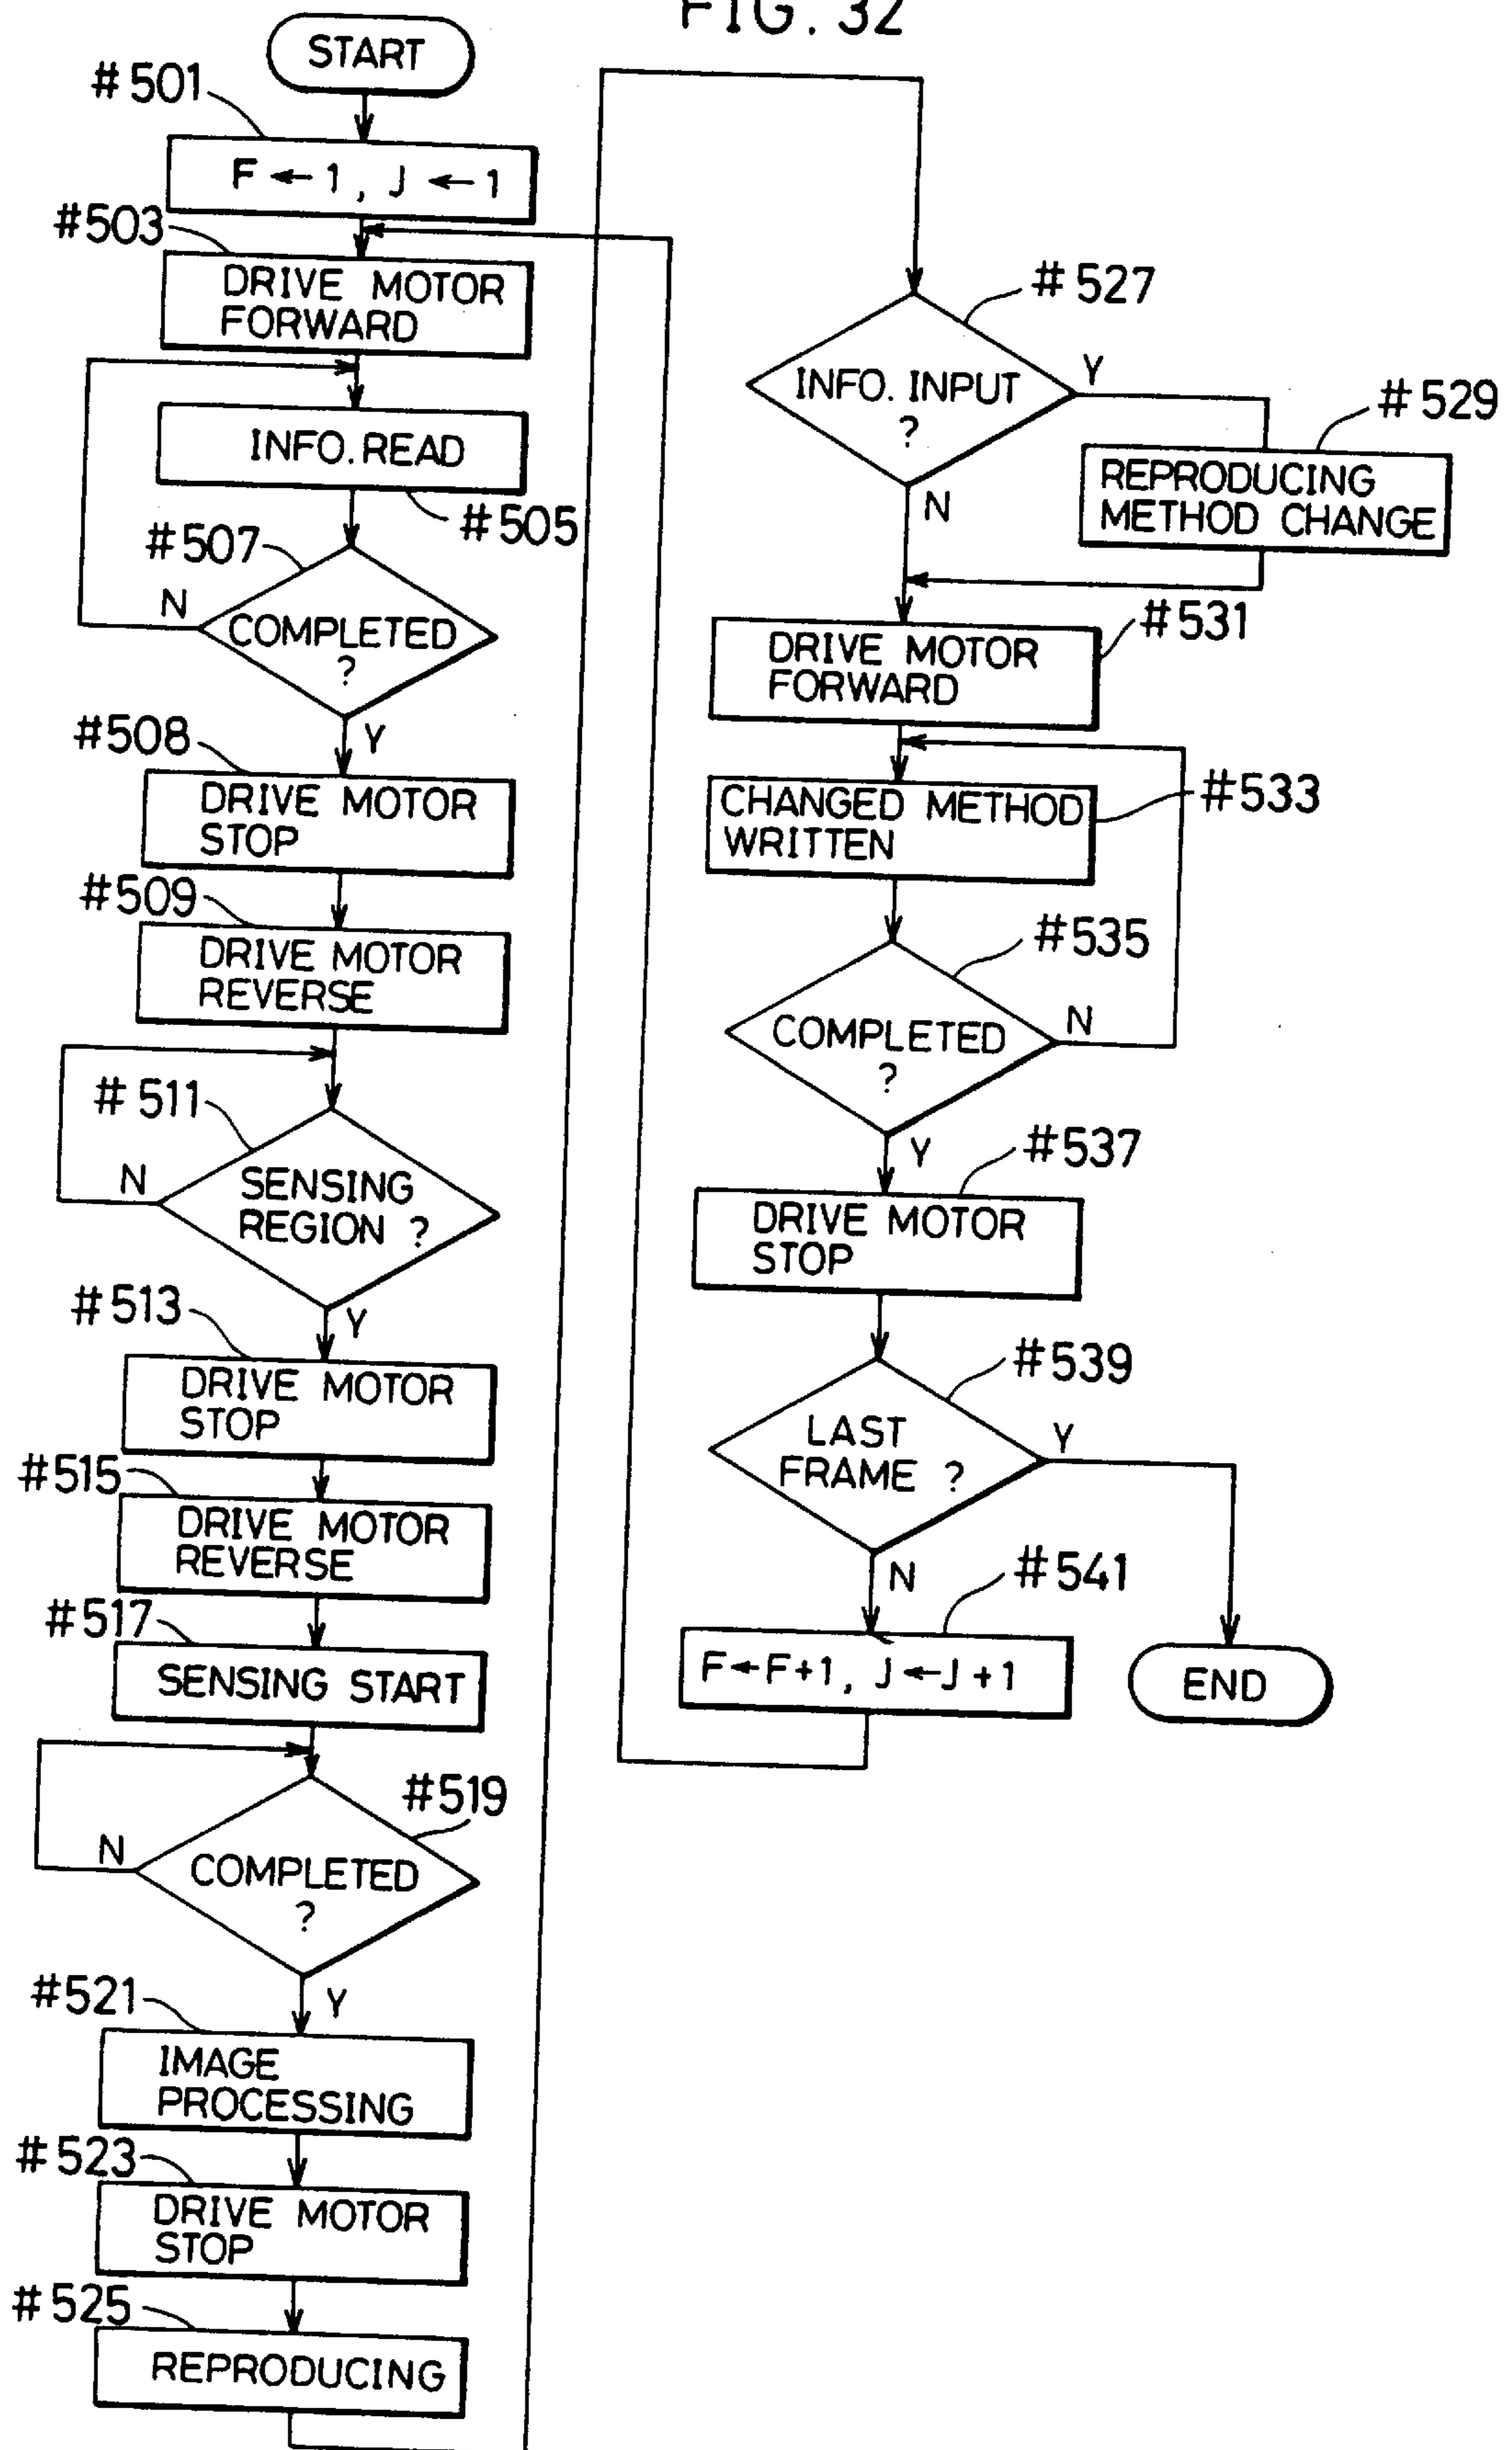 FIG. 32
START
#501
F ← 1, J ← 1
#503
DRIVE MOTOR
FORWARD
INFO. READ
#505
#507
N
COMPLETED
?
Y
#508
DRIVE MOTOR
STOP
#509
DRIVE MOTOR
REVERSE
#511
N
SENSING
REGION ?
Y
#513
DRIVE MOTOR
STOP
#515
DRIVE MOTOR
REVERSE
#517
SENSING START
#519
N
COMPLETED
?
Y
#521
IMAGE
PROCESSING
#523
DRIVE MOTOR
STOP
#525
REPRODUCING
#527
INFO. INPUT
?
Y
N
#529
REPRODUCING
METHOD CHANGE
#531
DRIVE MOTOR
FORWARD
#533
CHANGED METHOD
WRITTEN
#535
COMPLETED
?
N
Y
#537
DRIVE MOTOR
STOP
#539
LAST
FRAME ?
Y
N
#541
F←F+1, J←J+1
END